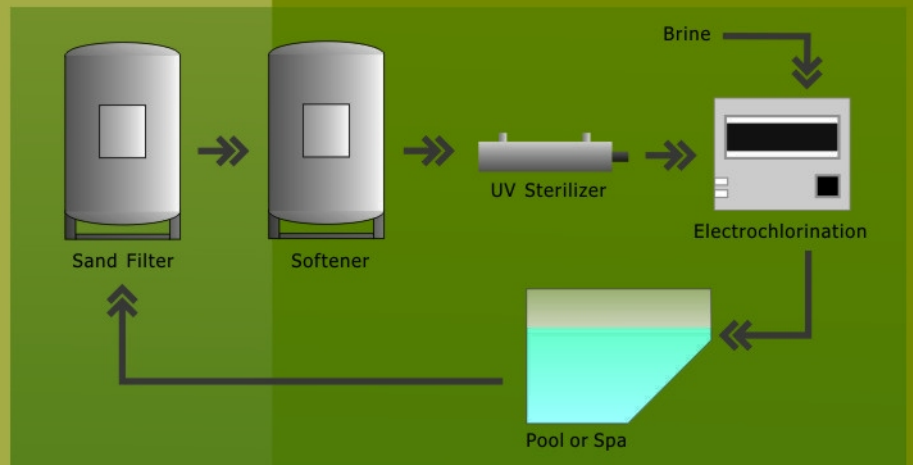 Brine
UV Sterilizer
Electrochlorination
Sand Filter
Softener
Pool or Spa